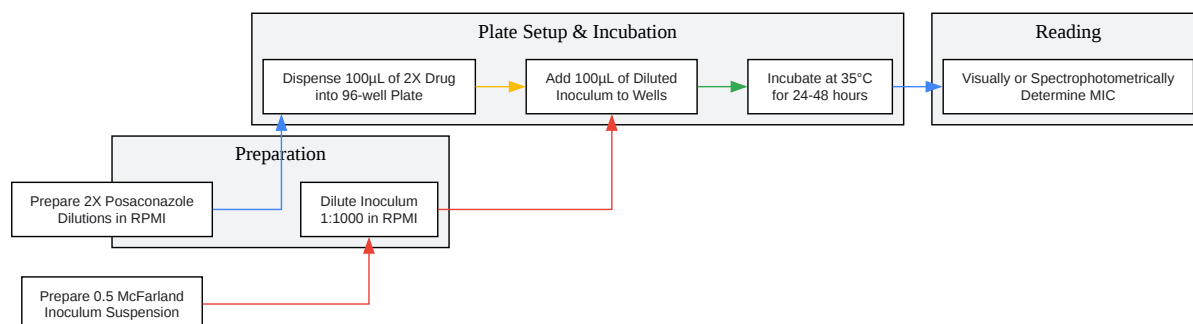 Plate Setup & Incubation
Reading
Dispense 100µL of 2X Drug
into 96-well Plate
Add 100µL of Diluted
Inoculum to Wells
Incubate at 35°C
for 24-48 hours
Visually or Spectrophotometrically
Determine MIC
Preparation
Prepare 2X Posaconazole
Dilutions in RPMI
Dilute Inoculum
1:1000 in RPMI
Prepare 0.5 McFarland
Inoculum Suspension